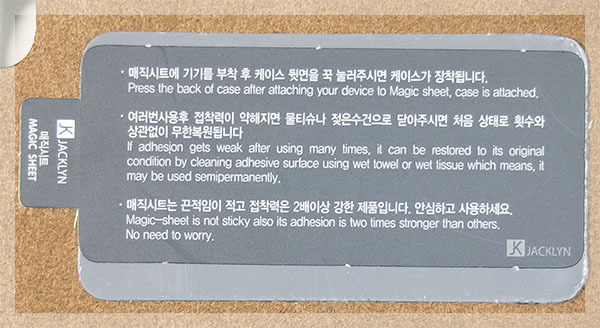 · 매직시트에 기기를 부착 후 케이스 뒷면을 꾹 눌러주시면 케이스가 장착됩니다.
Press the back of case after attaching your device to Magic sheet, case is attached.
· 여러번사용후 접착력이 약해지면 물티슈나 젖은수건으로 닫아주시면 처음 상태로 횟수와
상관없이 무한복원됩니다
If adhesjon gets weak after using many times, it can be restored to its original
condition by cleaning adhesive surface using wet towel or wet tissue which means, it
may be used semipermanently.
· 매직시트는 끈적임이 적고 접착력은 2배이상 강한 제품입니다. 안심하고 사용하세요.
Magic-sheet is not sticky also its adhesion is two times stronger than others.
No need to worry.
JK JACKLYN
JK JACKLYN
매직시트
MAGIC SHEET